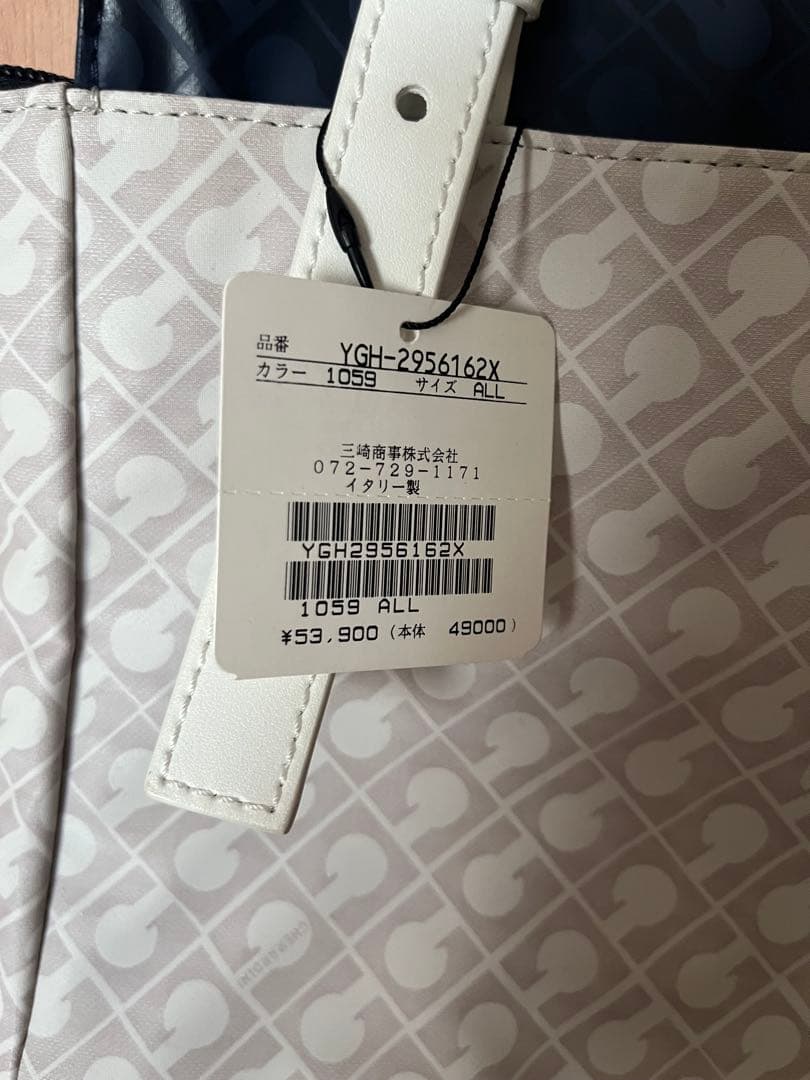 品番 YGH-2956162X
カラー 1059 サイズ ALL
三崎商事株式会社
072-729-1171
イタリー製
YGH2956162X
1059 ALL
¥53,900 (本体 49000)
GHERARDINI